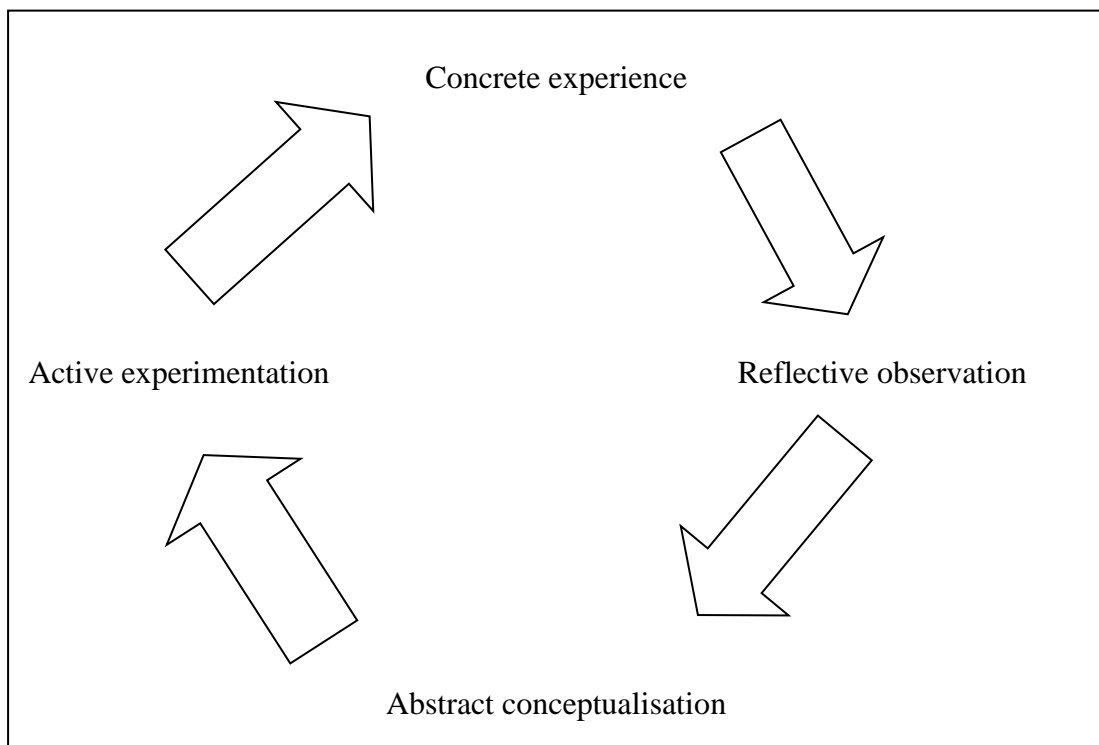 Concrete experience
Active experimentation
Reflective observation
Abstract conceptualisation